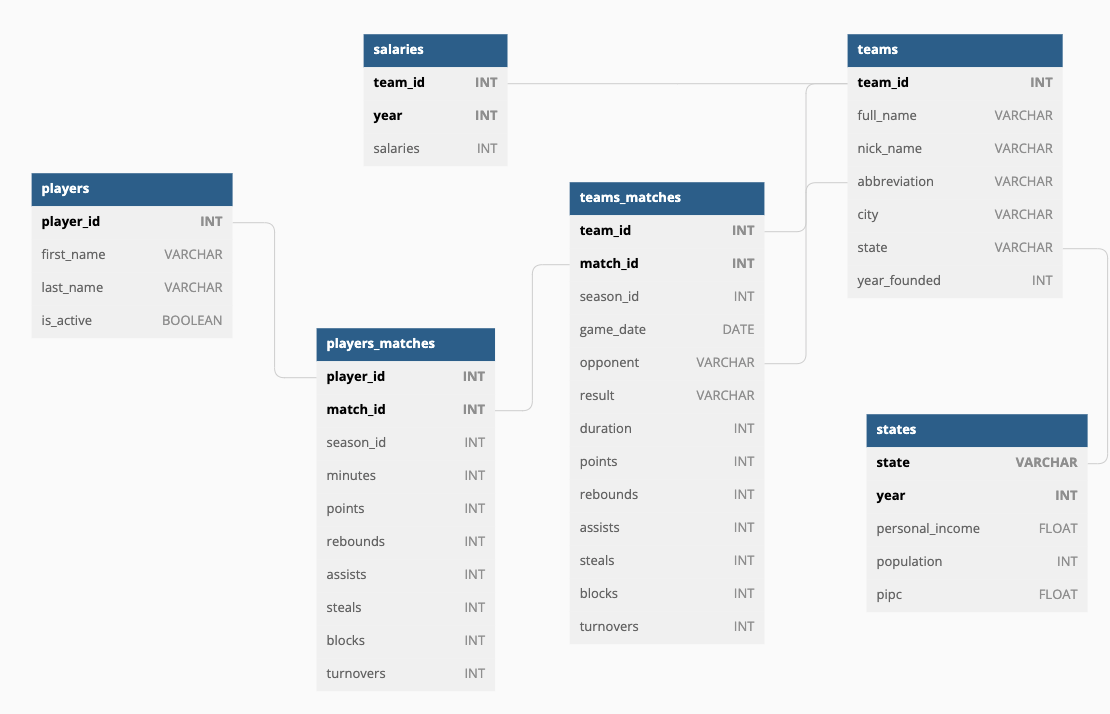 salaries
team_id INT
year INT
salaries INT
teams
team_id INT
full_name VARCHAR
nick_name VARCHAR
abbreviation VARCHAR
city VARCHAR
state VARCHAR
year_founded INT
players
player_id INT
first_name VARCHAR
last_name VARCHAR
is_active BOOLEAN
teams_matches
team_id INT
match_id INT
season_id INT
game_date DATE
opponent VARCHAR
result VARCHAR
duration INT
points INT
rebounds INT
assists INT
steals INT
blocks INT
turnovers INT
players_matches
player_id INT
match_id INT
season_id INT
minutes INT
points INT
rebounds INT
assists INT
steals INT
blocks INT
turnovers INT
states
state VARCHAR
year INT
personal_income FLOAT
population INT
pipc FLOAT